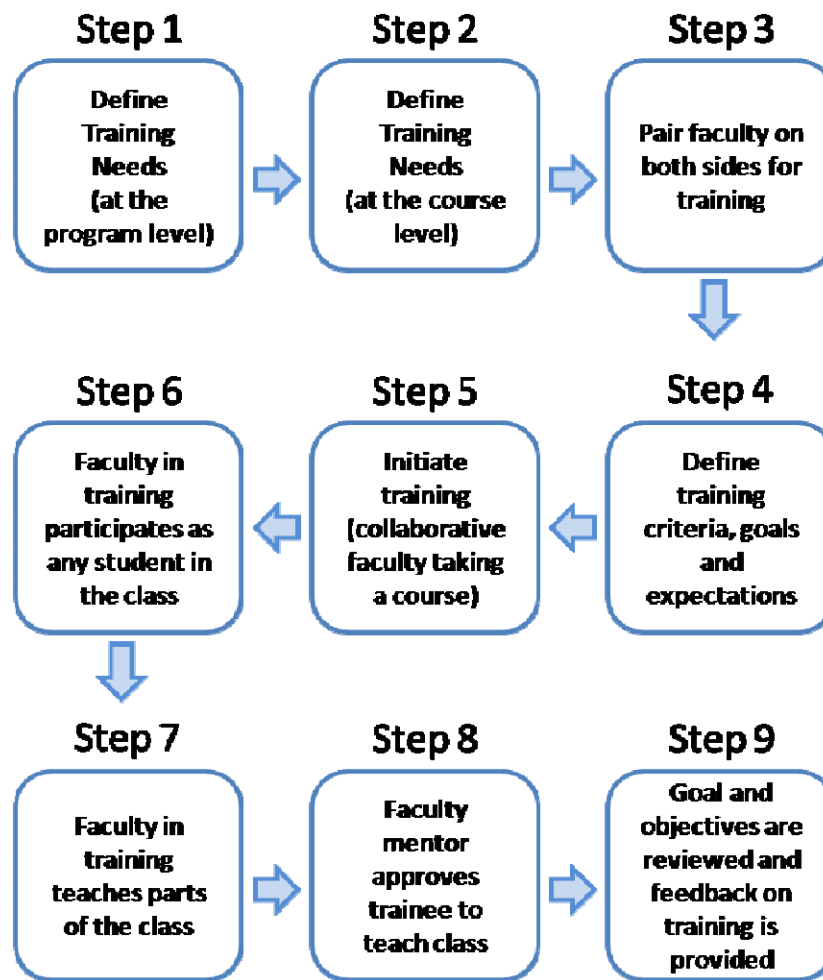 Step 1
Define
Training
Needs
(at the
program level)
Step 2
Define
Training
Needs
(at the course
level)
Step 3
Pair faculty on
both sides for
training
Step 4
Define
training
criteria, goals
and
expectations
Step 5
Initiate
training
(collaborative
faculty taking
a course)
Step 6
Faculty in
training
participates as
any student in
the class
Step 7
Faculty in
training
teaches parts
of the class
Step 8
Faculty
mentor
approves
trainee to
teach class
Step 9
Goal and
objectives are
reviewed and
feedback on
training is
provided